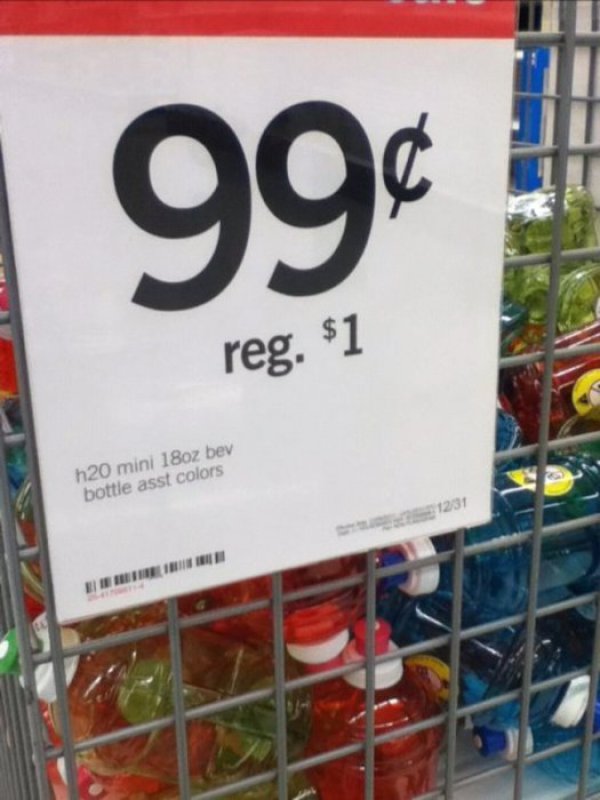 99¢
reg. $1
h20 mini 18oz bev
bottle asst colors
12/31